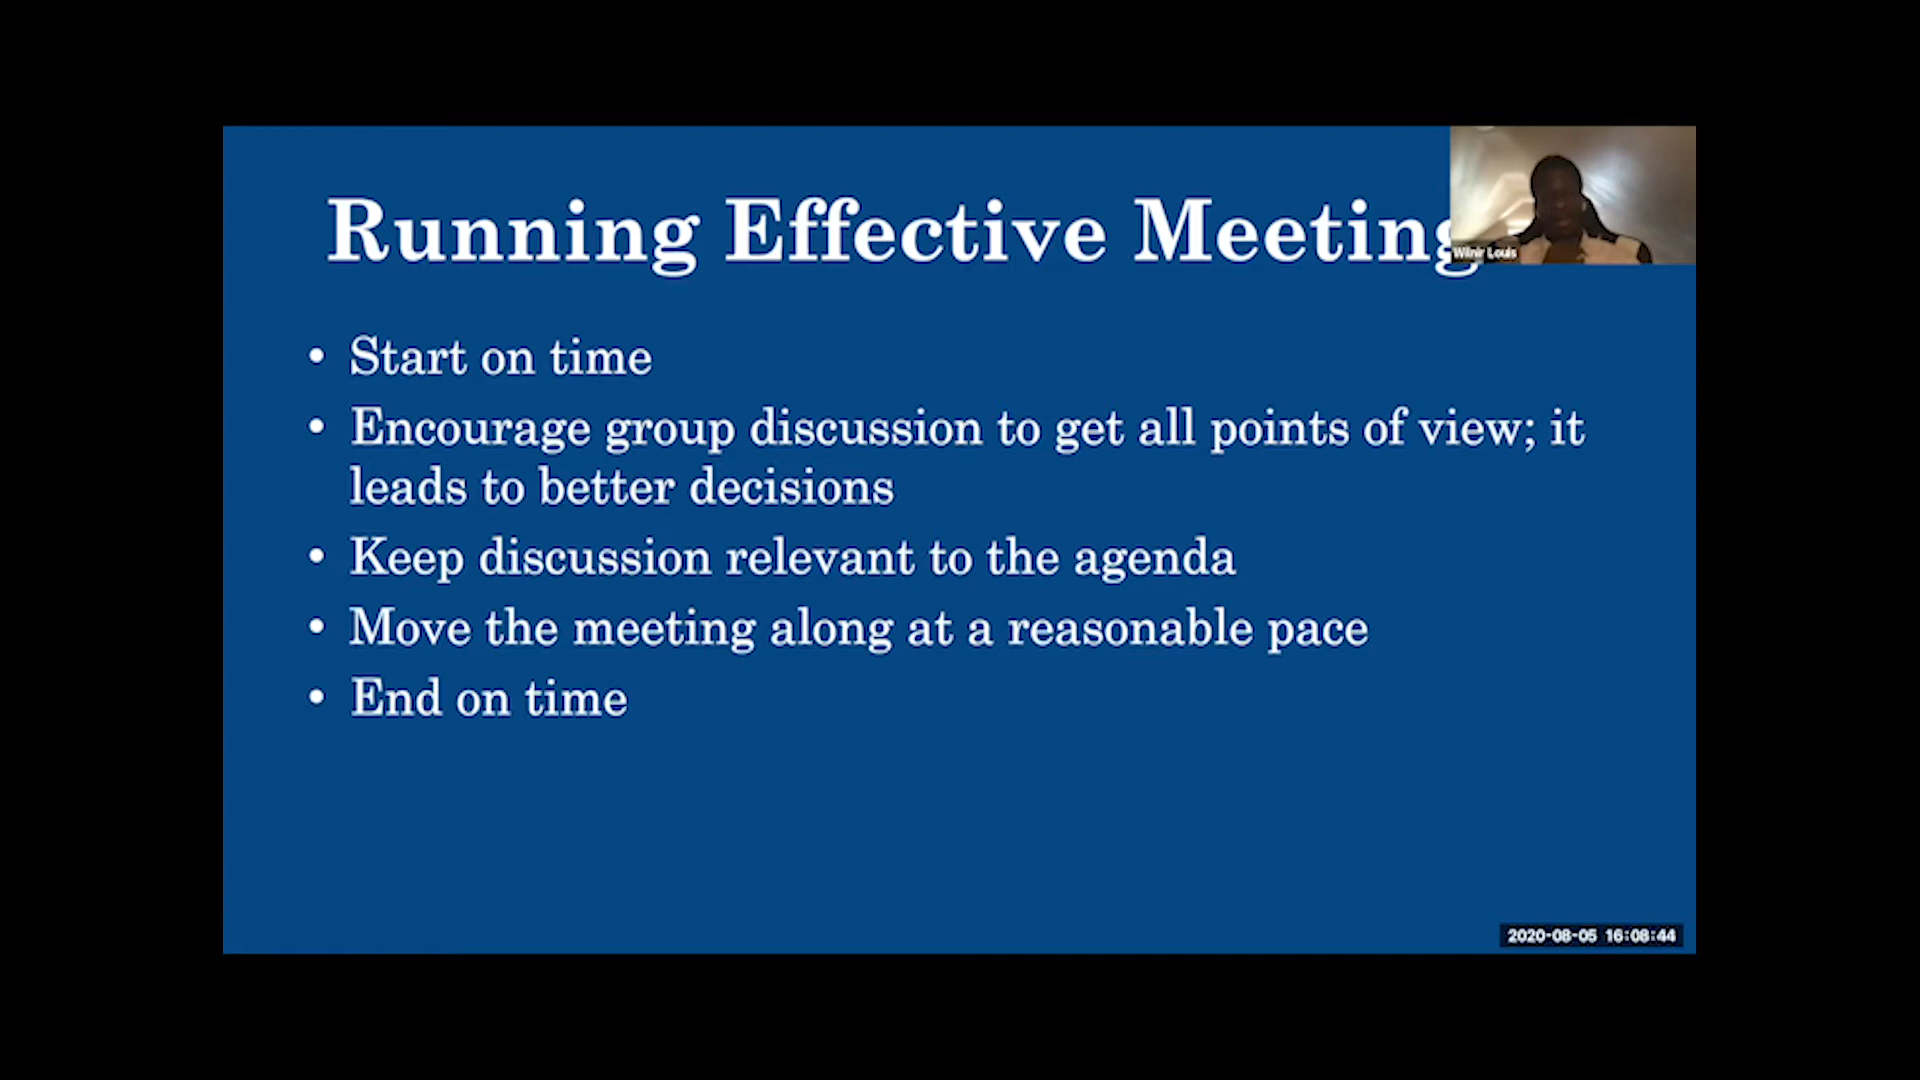 Running Effective Meeting
Wilnir Louis
• Start on time
• Encourage group discussion to get all points of view; it
leads to better decisions
• Keep discussion relevant to the agenda
• Move the meeting along at a reasonable pace
• End on time
2020-08-05 16:08:44